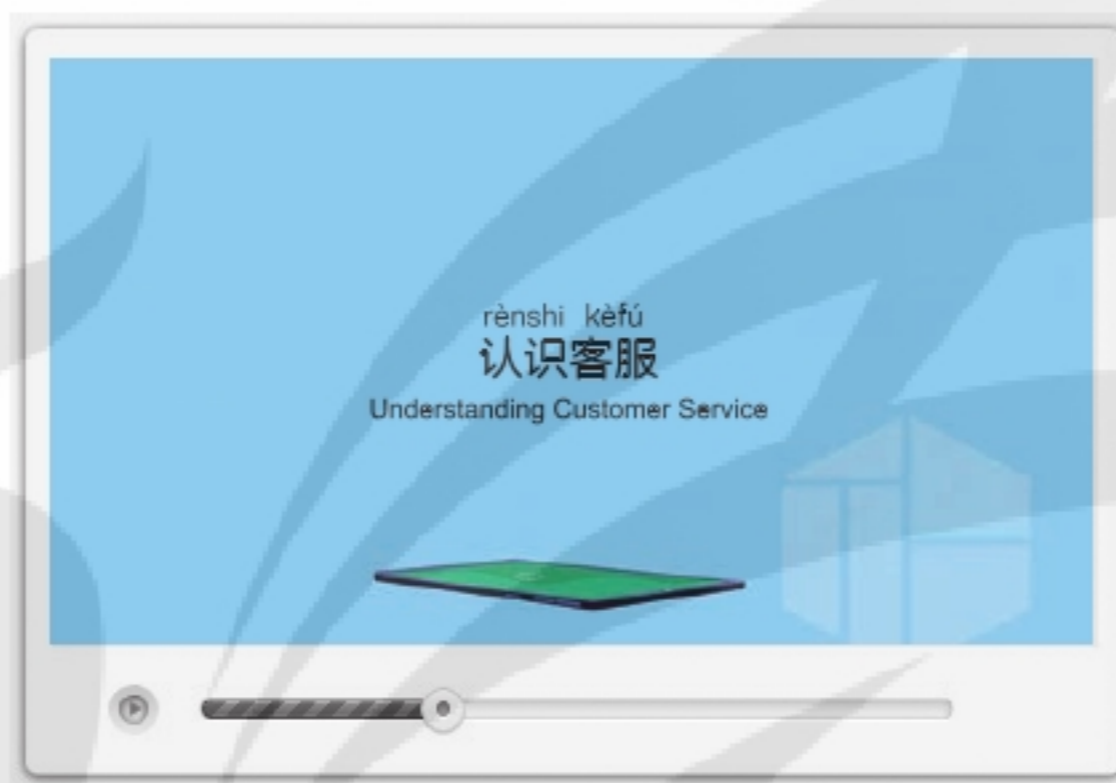 rènshi kèfú
认识客服
Understanding Customer Service